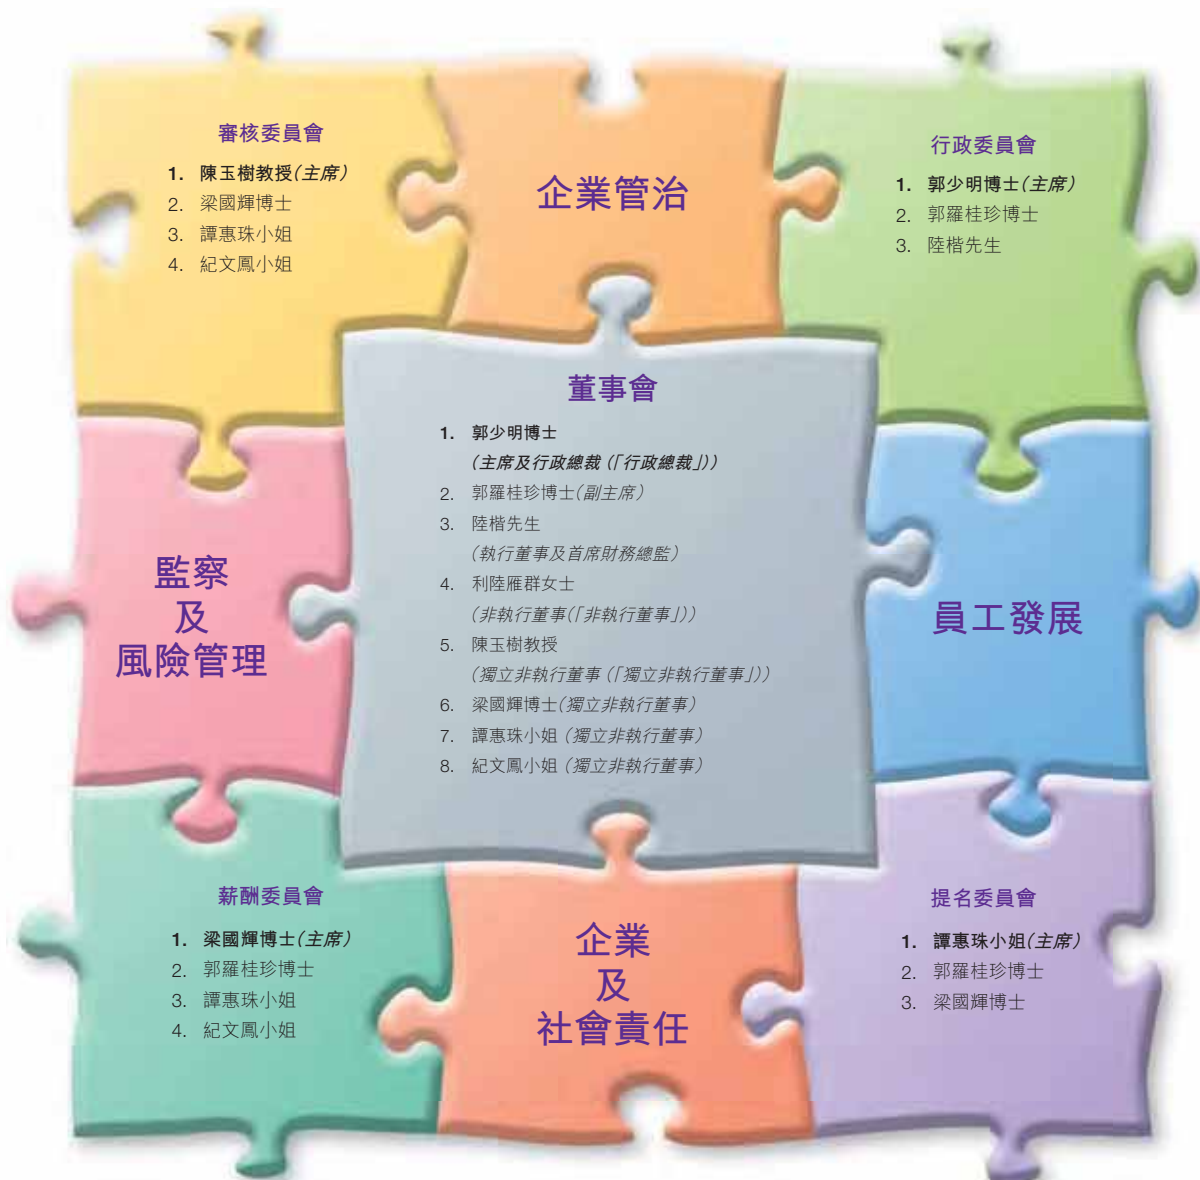 審核委員會
1. 陳玉樹教授(主席)
2. 梁國輝博士
3. 譚惠珠小姐
4. 紀文鳳小姐
企業管治
行政委員會
1. 郭少明博士(主席)
2. 郭羅桂珍博士
3. 陸楷先生
董事會
1. 郭少明博士
(主席及行政總裁(「行政總裁」))
2. 郭羅桂珍博士(副主席)
3. 陸楷先生
(執行董事及首席財務總監)
4. 利陸雁群女士
(非執行董事(「非執行董事」))
5. 陳玉樹教授
(獨立非執行董事(「獨立非執行董事」))
6. 梁國輝博士(獨立非執行董事)
7. 譚惠珠小姐(獨立非執行董事)
8. 紀文鳳小姐(獨立非執行董事)
監察
及
風險管理
員工發展
薪酬委員會
1. 梁國輝博士(主席)
2. 郭羅桂珍博士
3. 譚惠珠小姐
4. 紀文鳳小姐
企業
及
社會責任
提名委員會
1. 譚惠珠小姐(主席)
2. 郭羅桂珍博士
3. 梁國輝博士